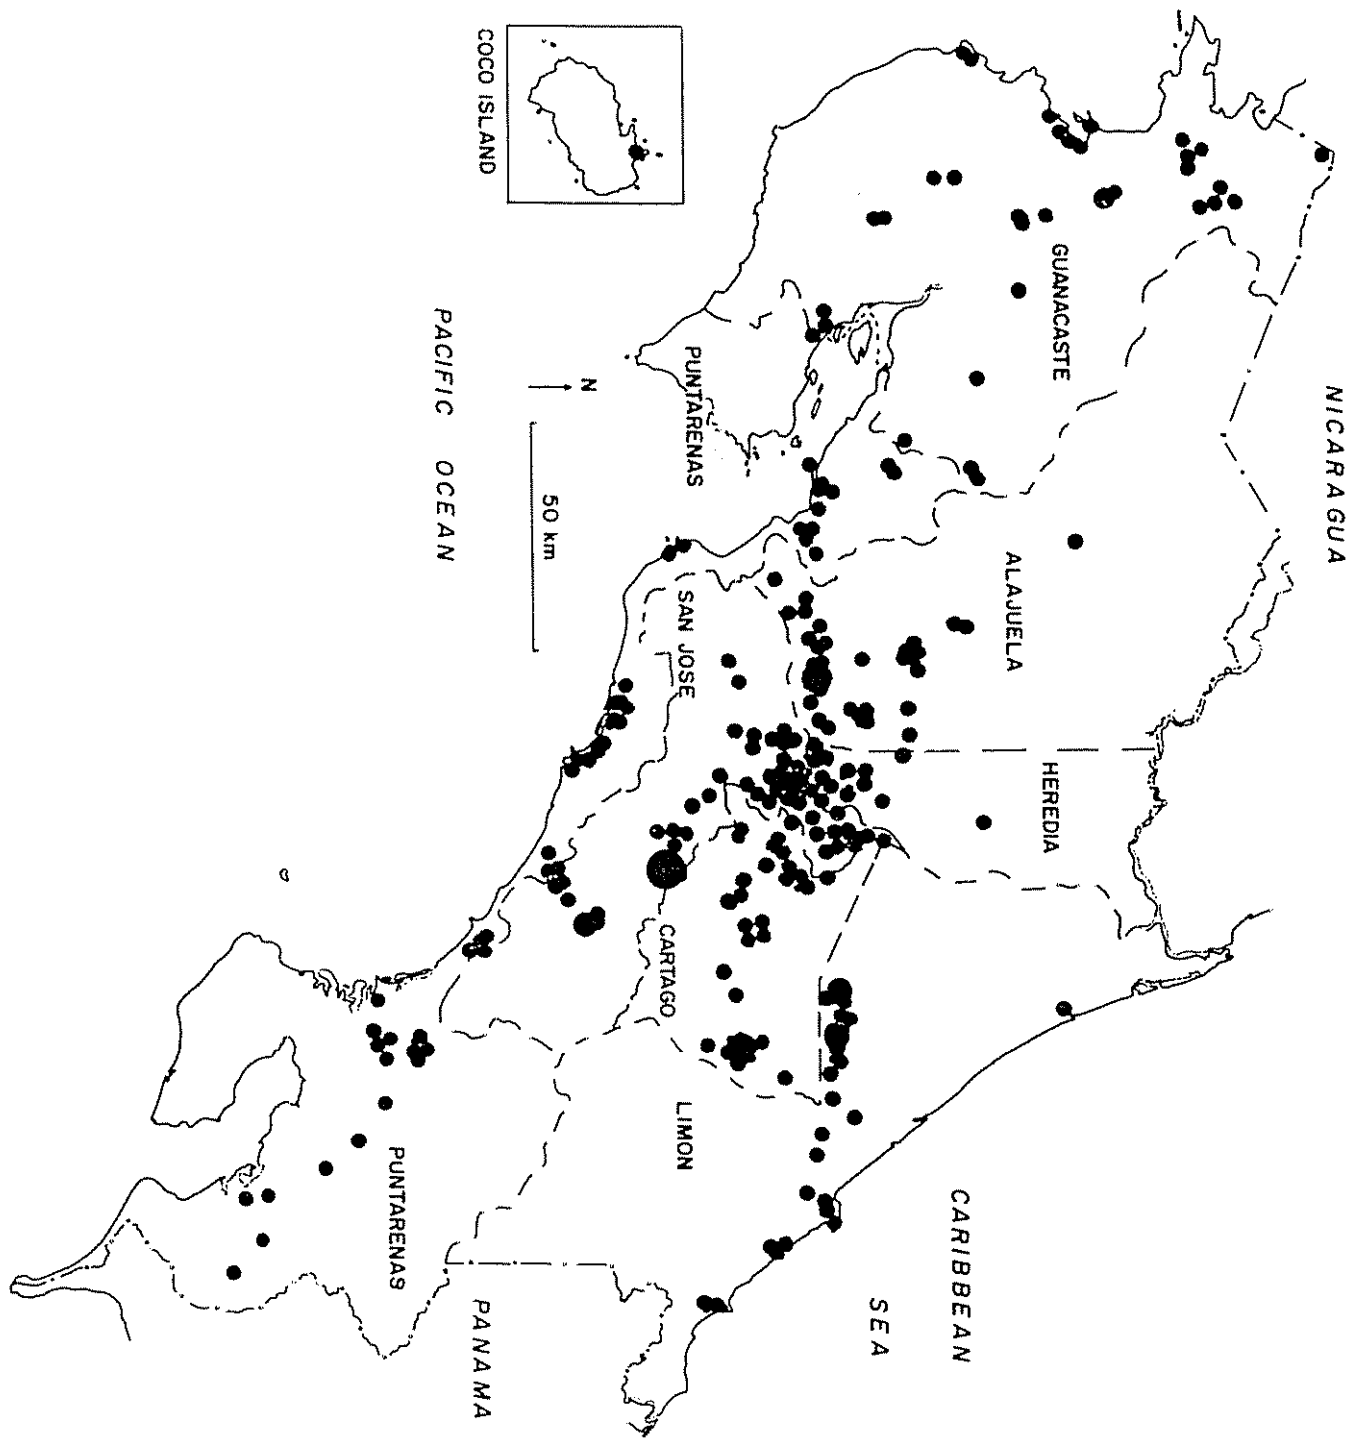 NICARAGUA
GUANACASTE
ALAJUELA
HEREDIA
CARIBBEAN
SEA
PUNTARENAS
SAN JOSE
CARTAGO
LIMON
N
50 km
PACIFIC OCEAN
COCO ISLAND
PUNTARENAS
PANAMA